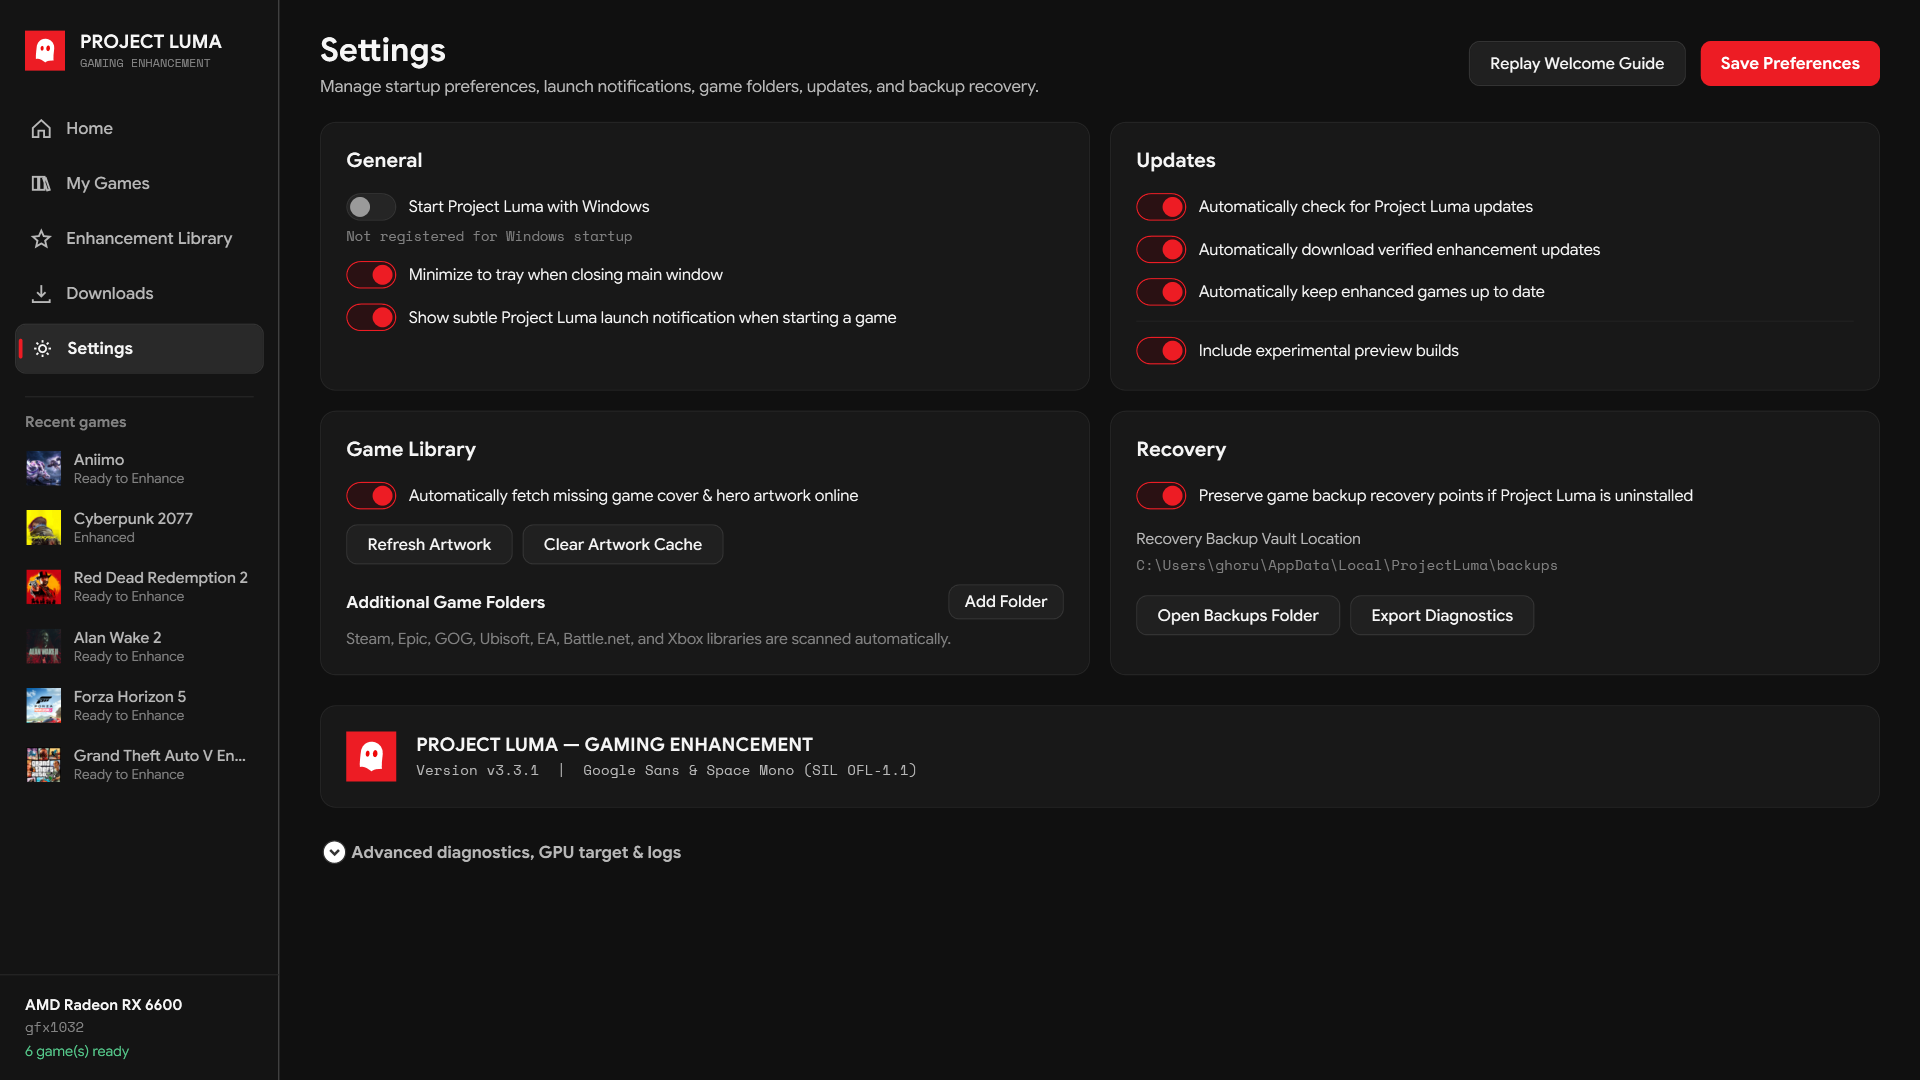 PROJECT LUMA
GAMING ENHANCEMENT
Home
My Games
Enhancement Library
Downloads
Settings
Recent games
Aniimo
Ready to Enhance
Cyberpunk 2077
Enhanced
Red Dead Redemption 2
Ready to Enhance
Alan Wake 2
Ready to Enhance
Forza Horizon 5
Ready to Enhance
Grand Theft Auto V En...
Ready to Enhance
AMD Radeon RX 6600
gfx1032
6 game(s) ready
Settings
Manage startup preferences, launch notifications, game folders, updates, and backup recovery.
Replay Welcome Guide
Save Preferences
General
Start Project Luma with Windows
Not registered for Windows startup
Minimize to tray when closing main window
Show subtle Project Luma launch notification when starting a game
Updates
Automatically check for Project Luma updates
Automatically download verified enhancement updates
Automatically keep enhanced games up to date
Include experimental preview builds
Game Library
Automatically fetch missing game cover & hero artwork online
Refresh Artwork
Clear Artwork Cache
Additional Game Folders
Add Folder
Steam, Epic, GOG, Ubisoft, EA, Battle.net, and Xbox libraries are scanned automatically.
Recovery
Preserve game backup recovery points if Project Luma is uninstalled
Recovery Backup Vault Location
C:\Users\ghoru\AppData\Local\ProjectLuma\backups
Open Backups Folder
Export Diagnostics
PROJECT LUMA — GAMING ENHANCEMENT
Version v3.3.1 | Google Sans & Space Mono (SIL OFL-1.1)
Advanced diagnostics, GPU target & logs